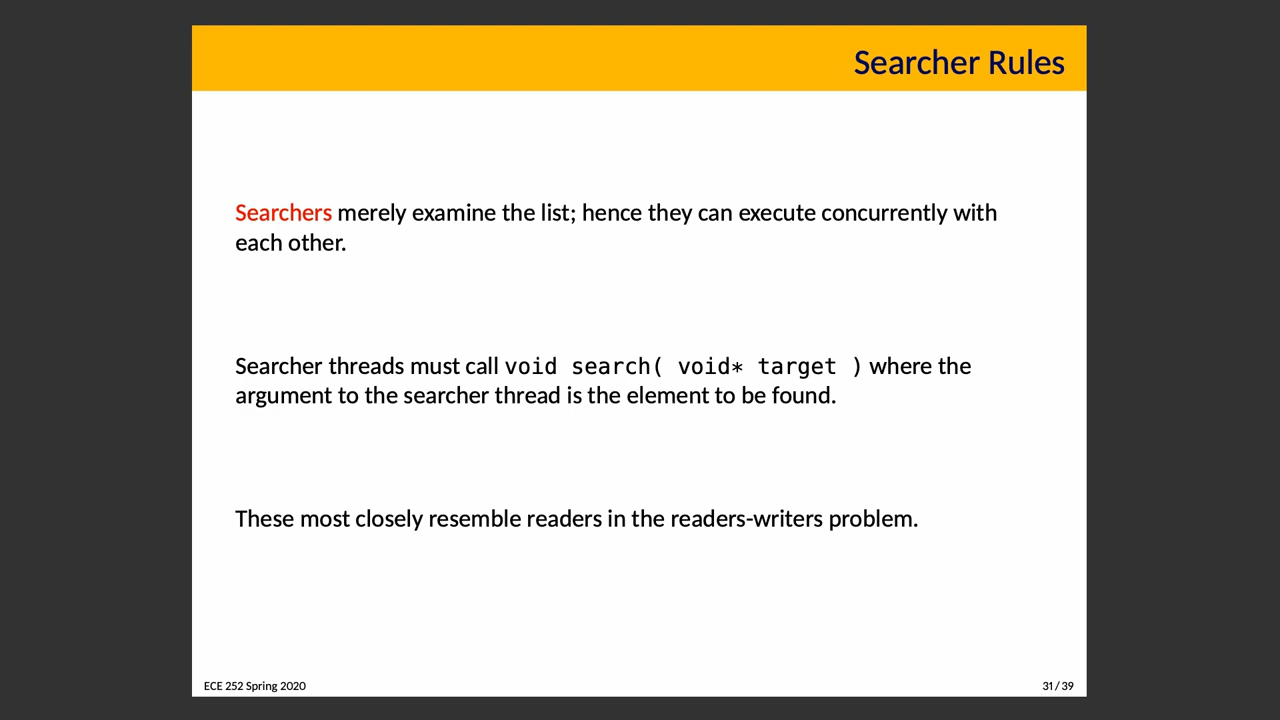 Searcher Rules
Searchers merely examine the list; hence they can execute concurrently with
each other.
Searcher threads must call void search( void* target ) where the
argument to the searcher thread is the element to be found.
These most closely resemble readers in the readers-writers problem.
ECE 252 Spring 2020
31 / 39